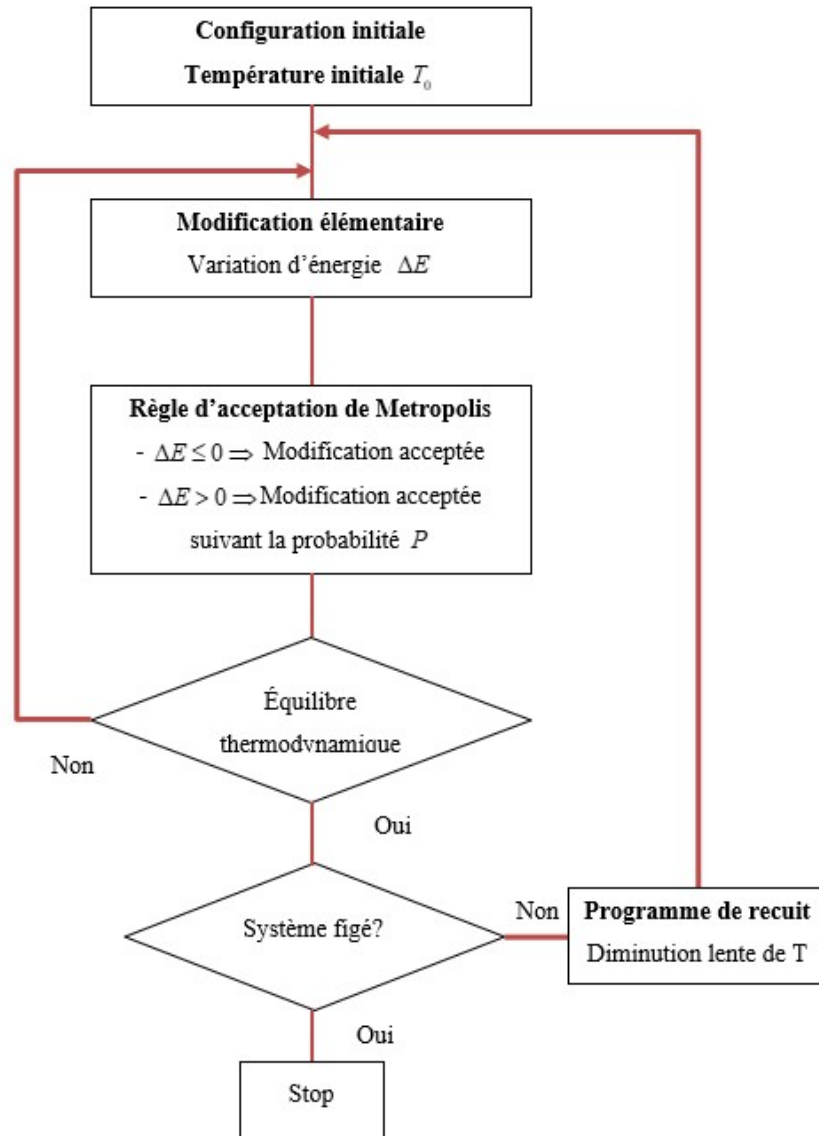 Configuration initiale
Température initiale T₀
Modification élémentaire
Variation d’énergie ΔE
Règle d’acceptation de Metropolis
- ΔE ≤ 0 ⇒ Modification acceptée
- ΔE > 0 ⇒ Modification acceptée
suivant la probabilité P
Équilibre
thermodynamique
Non
Oui
Système figé?
Non
Programme de recuit
Diminution lente de T
Oui
Stop